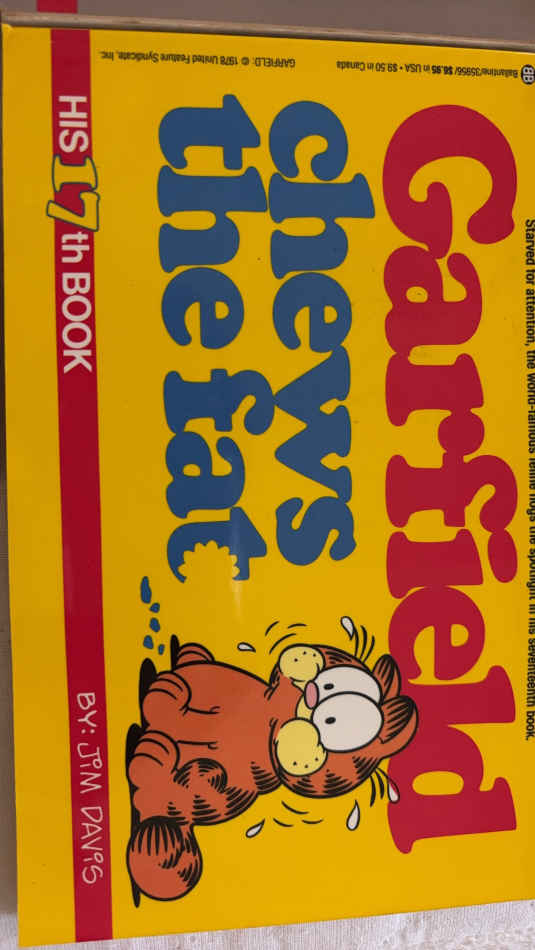 Starved for attention, the world-famous feline hogs the spotlight in his seventeenth book.
BB Ballantine/35956/$6.95 in USA • $9.50 in Canada
GARFIELD: © 1978 United Feature Syndicate, Inc.
Garfield
chews
the fat
HIS 17th BOOK
BY: JIM DAVIS